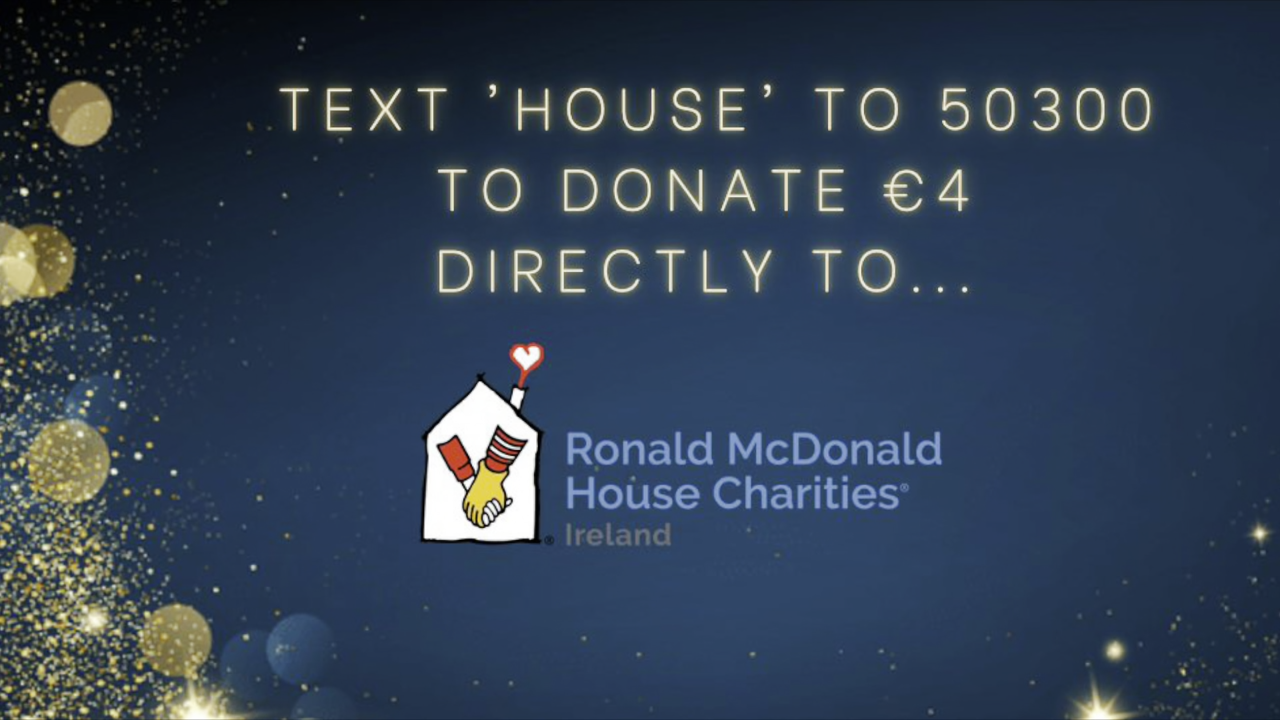 TEXT 'HOUSE' TO 50300
TO DONATE €4
DIRECTLY TO...
Ronald McDonald
House Charities®
® Ireland